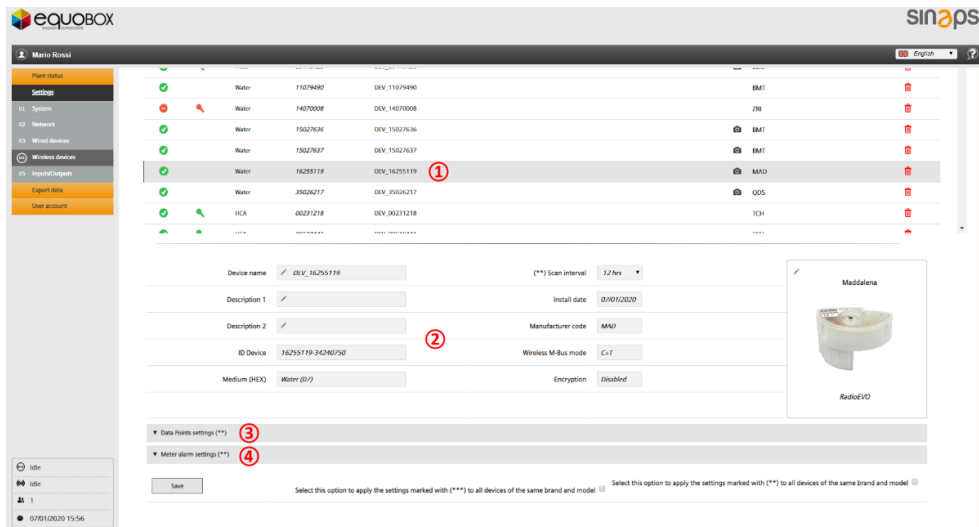 equobox
ENERGY SUPERVISOR
sinaps
Mario Rossi
English
?
Plant status
Settings
01 System
02 Network
03 Wired devices
Wireless devices
05 Inputs/Outputs
Export data
User account
Water 11079490 DEV_11079490 BMT
Water 14070008 DEV_14070008 ZRI
Water 15027636 DEV_15027636 BMT
Water 15027637 DEV_15027637 BMT
Water 16255119 DEV_16255119 1 MAD
Water 35026217 DEV_35026217 QDS
HCA 00231218 DEV_00231218 TCH
Device name DEV_16255119 (**) Scan interval 12 hrs
Description 1 Install date 07/01/2020
Description 2 Manufacturer code MAD
2
ID Device 16255119-34240750 Wireless M-Bus mode C+T
Medium (HEX) Water (07) Encryption Disabled
Maddalena
RadioEVO
Data Points settings (**) 3
Meter alarm settings (**) 4
Save
Select this option to apply the settings marked with (***) to all devices of the same brand and model
Select this option to apply the settings marked with (**) to all devices of the same brand and model
Idle
Idle
1
07/01/2020 15:56